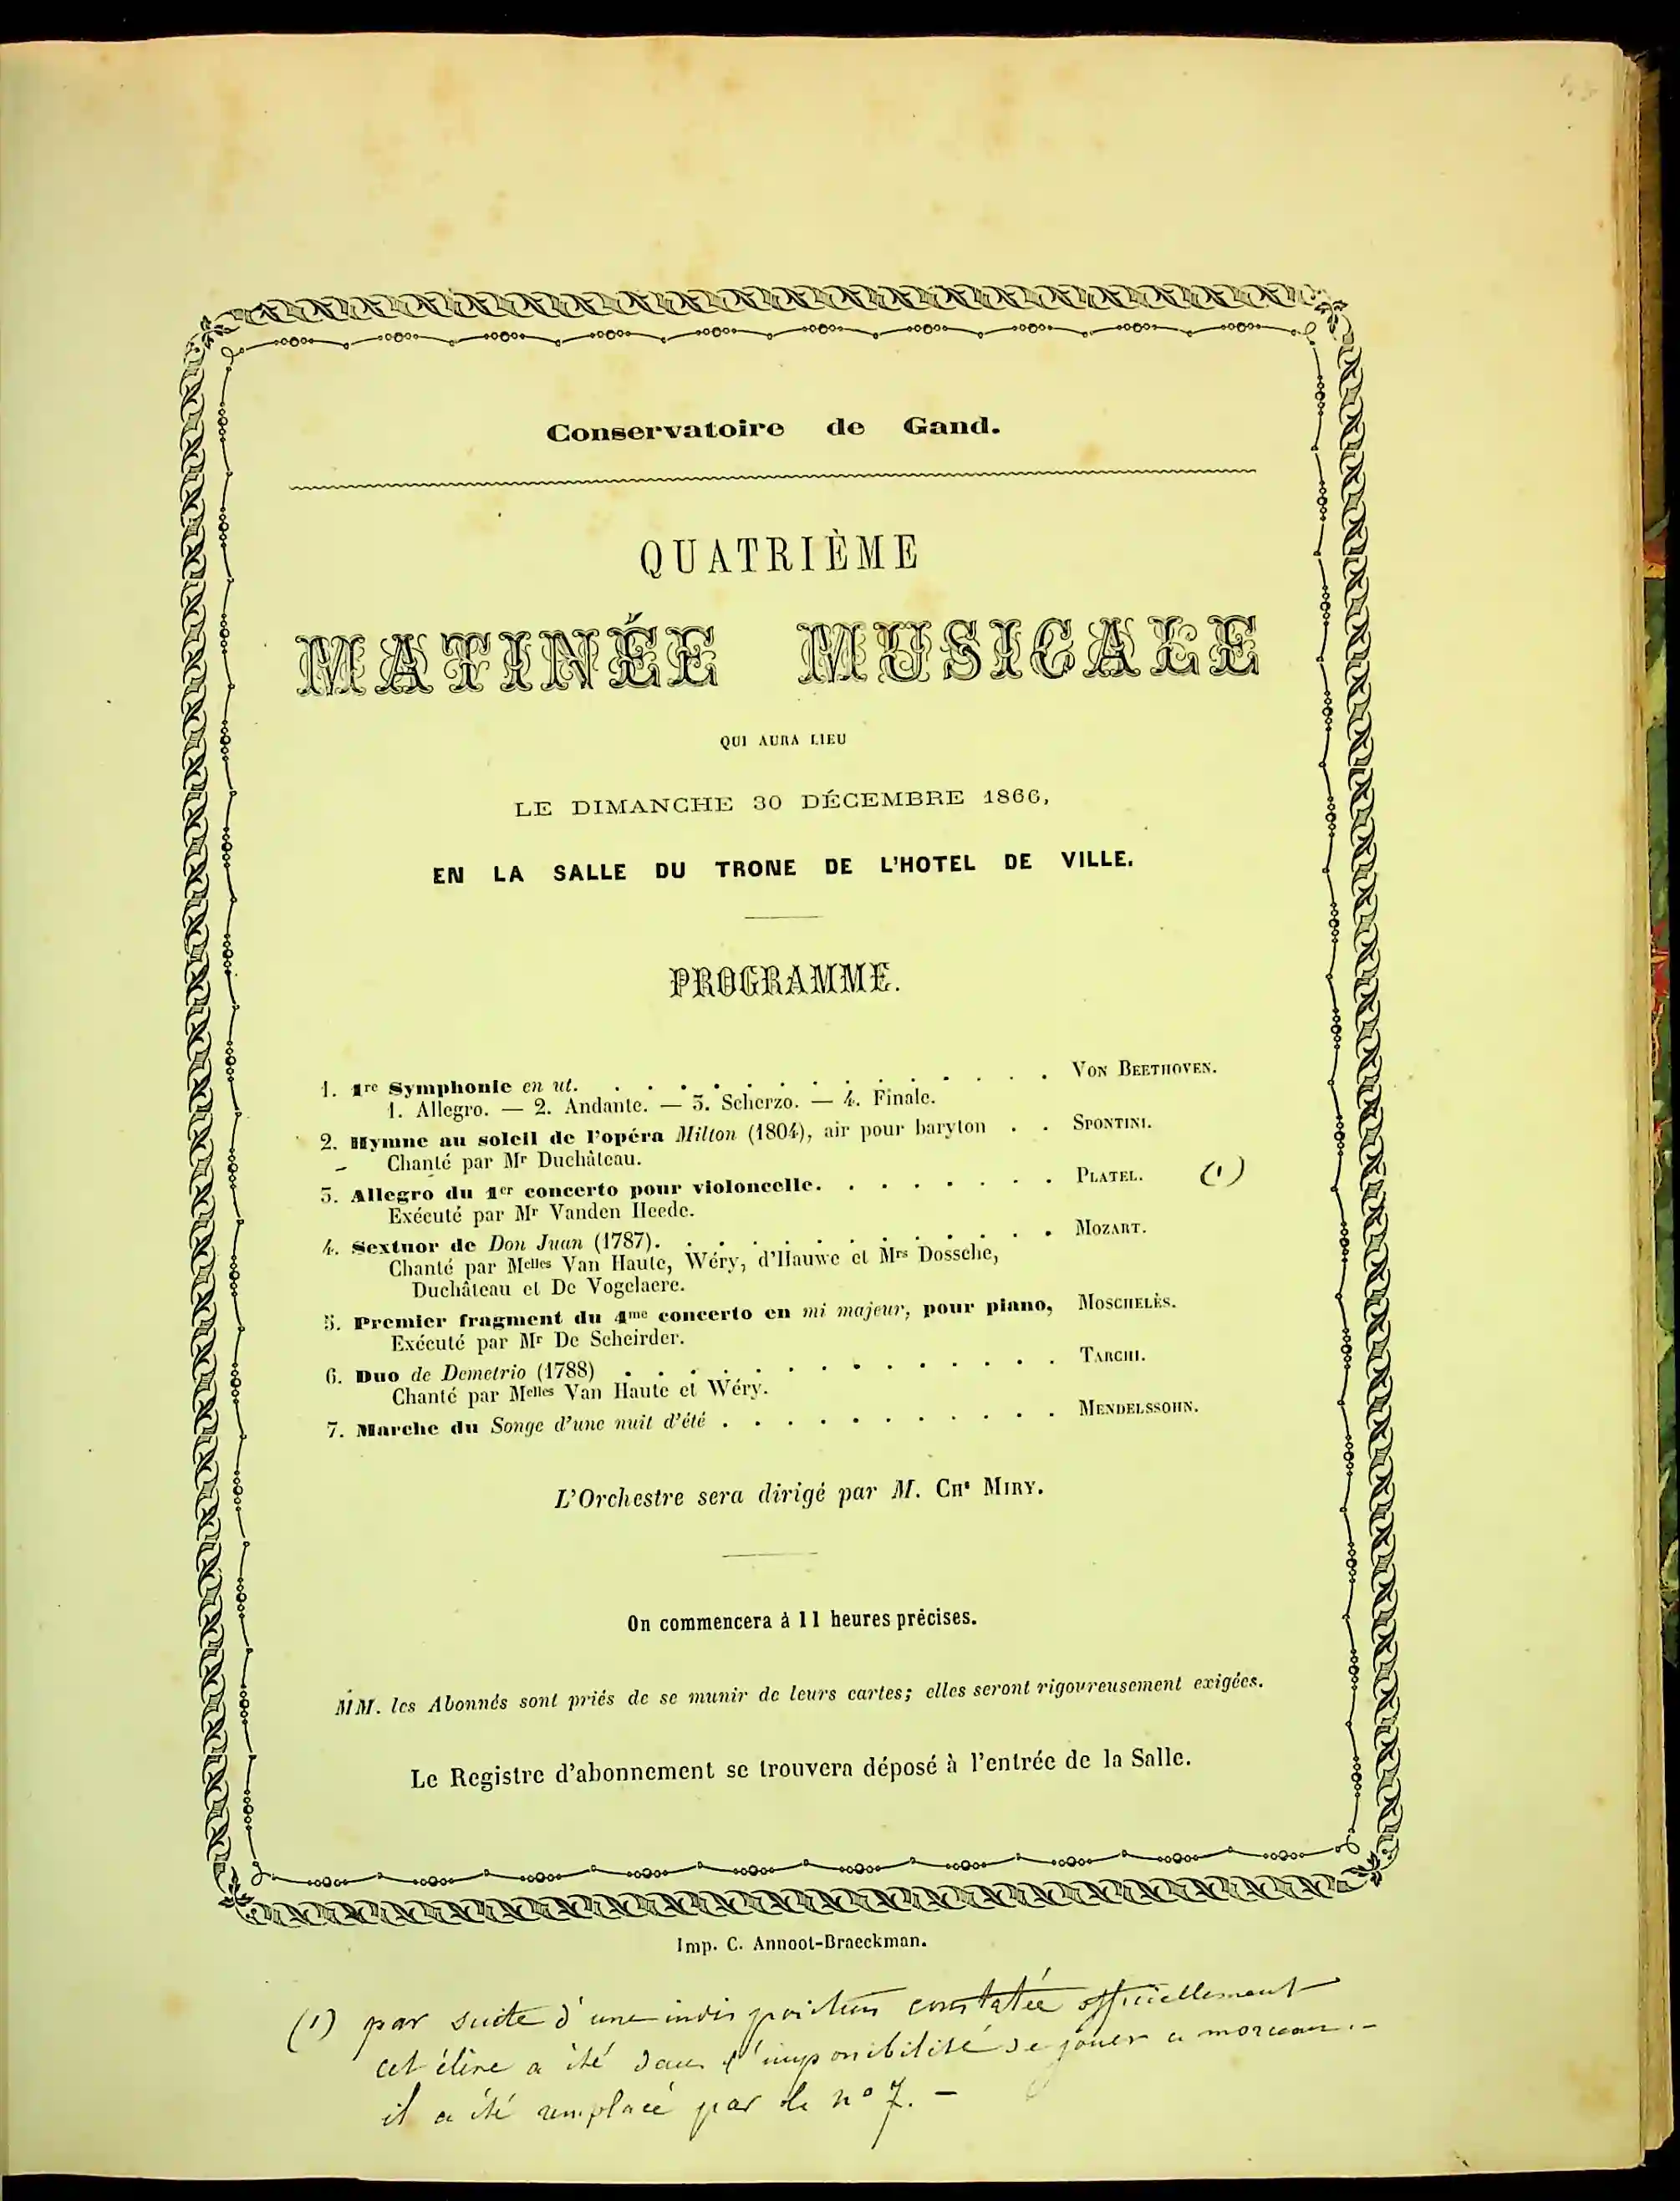 Conservatoire de Gand.
QUATRIÈME
MATINÉE MUSICALE
QUI AURA LIEU
LE DIMANCHE 30 DÉCEMBRE 1866,
EN LA SALLE DU TRONE DE L'HOTEL DE VILLE.
PROGRAMME.
1. 1re Symphonie en ut. . . . . . . . . . . . . . . VON BEETHOVEN.
1. Allegro. — 2. Andante. — 3. Scherzo. — 4. Finale.
2. Hymne au soleil de l'opéra Milton (1804), air pour baryton . . SPONTINI.
- Chanté par Mr Duchâteau.
3. Allegro du 1er concerto pour violoncelle. . . . . . . . PLATEL. (1)
Exécuté par Mr Vanden Heede.
4. Sextuor de Don Juan (1787). . . . . . . . . . . . . MOZART.
Chanté par Melles Van Haute, Wéry, d'Hauwe et Mrs Dossche,
Duchâteau et De Vogelaere.
5. Premier fragment du 4me concerto en mi majeur, pour piano, MOSCHELÈS.
Exécuté par Mr De Scheirder.
6. Duo de Demetrio (1788) . . . . . . . . . . . . . . TARCHI.
Chanté par Melles Van Haute et Wéry.
7. Marche du Songe d'une nuit d'été . . . . . . . . . . . MENDELSSOHN.
L'Orchestre sera dirigé par M. CHs MIRY.
On commencera à 11 heures précises.
MM. les Abonnés sont priés de se munir de leurs cartes; elles seront rigoureusement exigées.
Le Registre d'abonnement se trouvera déposé à l'entrée de la Salle.
Imp. C. Annoot-Braeckman.
(1) par suite d'une indisposition constatée officiellement
cet élève a été dans l'impossibilité de jouer ce morceau. -
il a été remplacé par le no 7. -